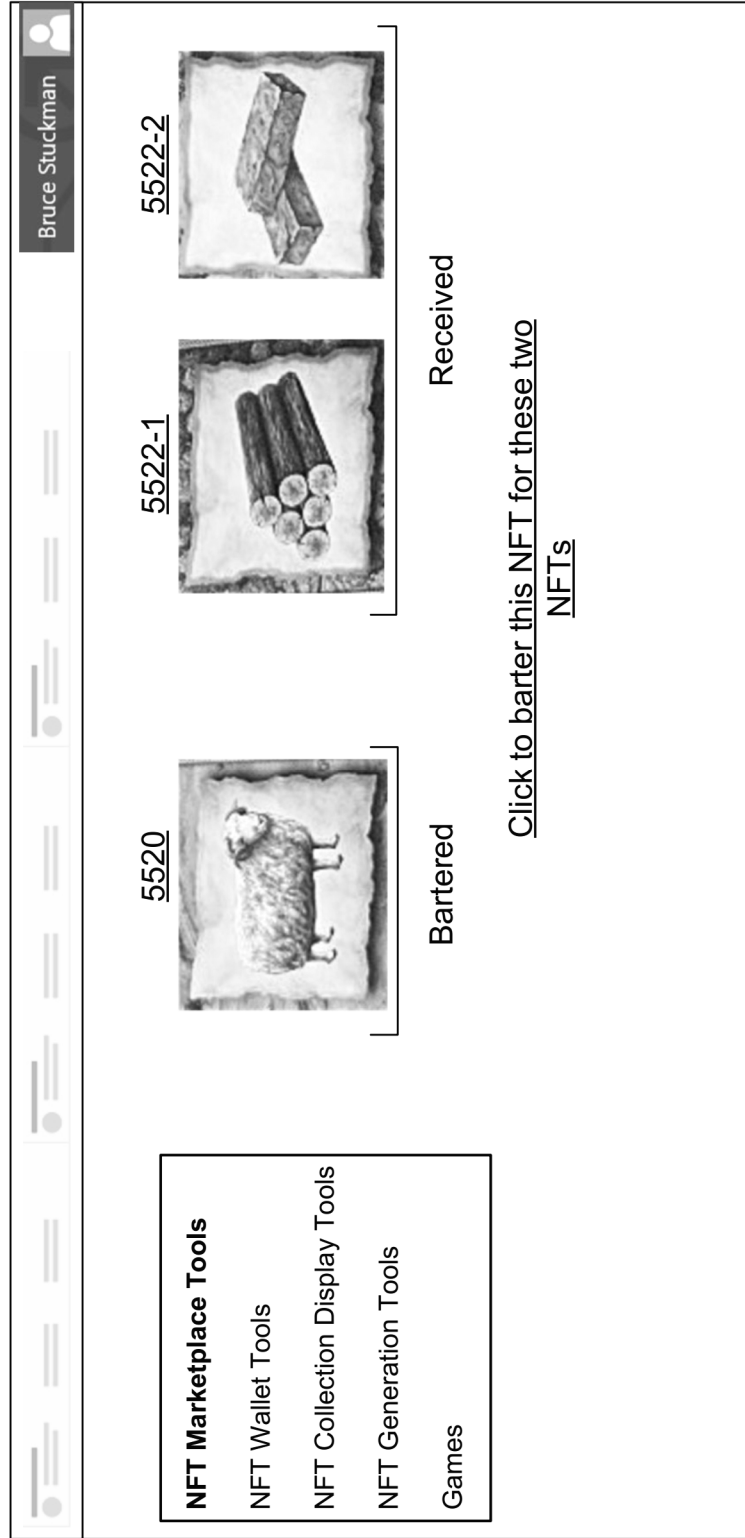 Bruce Stuckman
NFT Marketplace Tools
NFT Wallet Tools
NFT Collection Display Tools
NFT Generation Tools
Games
5520
5522-1
5522-2
Bartered
Received
Click to barter this NFT for these two
NFTs